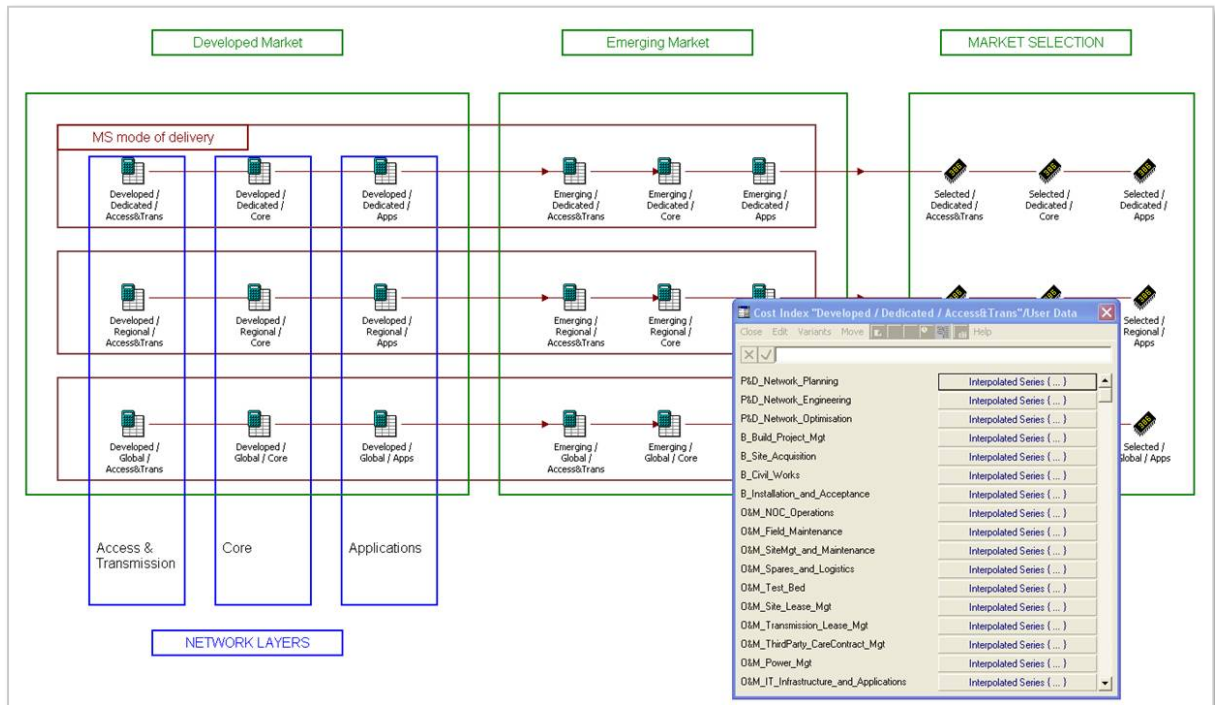 Developed Market
Emerging Market
MARKET SELECTION
MS mode of delivery
Developed /
Dedicated /
Access&Trans
Developed /
Dedicated /
Core
Developed /
Dedicated /
Apps
Emerging /
Dedicated /
Access&Trans
Emerging /
Dedicated /
Core
Emerging /
Dedicated /
Apps
Selected /
Dedicated /
Access&Trans
Selected /
Dedicated /
Core
Selected /
Dedicated /
Apps
Developed /
Regional /
Access&Trans
Developed /
Regional /
Core
Developed /
Regional /
Apps
Emerging /
Regional /
Access&Trans
Emerging /
Regional /
Core
Selected /
Regional /
Apps
Developed /
Global /
Access&Trans
Developed /
Global / Core
Developed /
Global / Apps
Emerging /
Global /
Access&Trans
Emerging /
Global / Core
Selected /
Global / Apps
Access &
Transmission
Core
Applications
NETWORK LAYERS
Cost Index "Developed / Dedicated / Access&Trans"/User Data
Close Edit Variants Move Help
P&D_Network_Planning Interpolated Series { ... }
P&D_Network_Engineering Interpolated Series { ... }
P&D_Network_Optimisation Interpolated Series { ... }
B_Build_Project_Mgt Interpolated Series { ... }
B_Site_Acquisition Interpolated Series { ... }
B_Civil_Works Interpolated Series { ... }
B_Installation_and_Acceptance Interpolated Series { ... }
O&M_NOC_Operations Interpolated Series { ... }
O&M_Field_Maintenance Interpolated Series { ... }
O&M_SiteMgt_and_Maintenance Interpolated Series { ... }
O&M_Spares_and_Logistics Interpolated Series { ... }
O&M_Test_Bed Interpolated Series { ... }
O&M_Site_Lease_Mgt Interpolated Series { ... }
O&M_Transmission_Lease_Mgt Interpolated Series { ... }
O&M_ThirdParty_CareContract_Mgt Interpolated Series { ... }
O&M_Power_Mgt Interpolated Series { ... }
O&M_IT_Infrastructure_and_Applications Interpolated Series { ... }